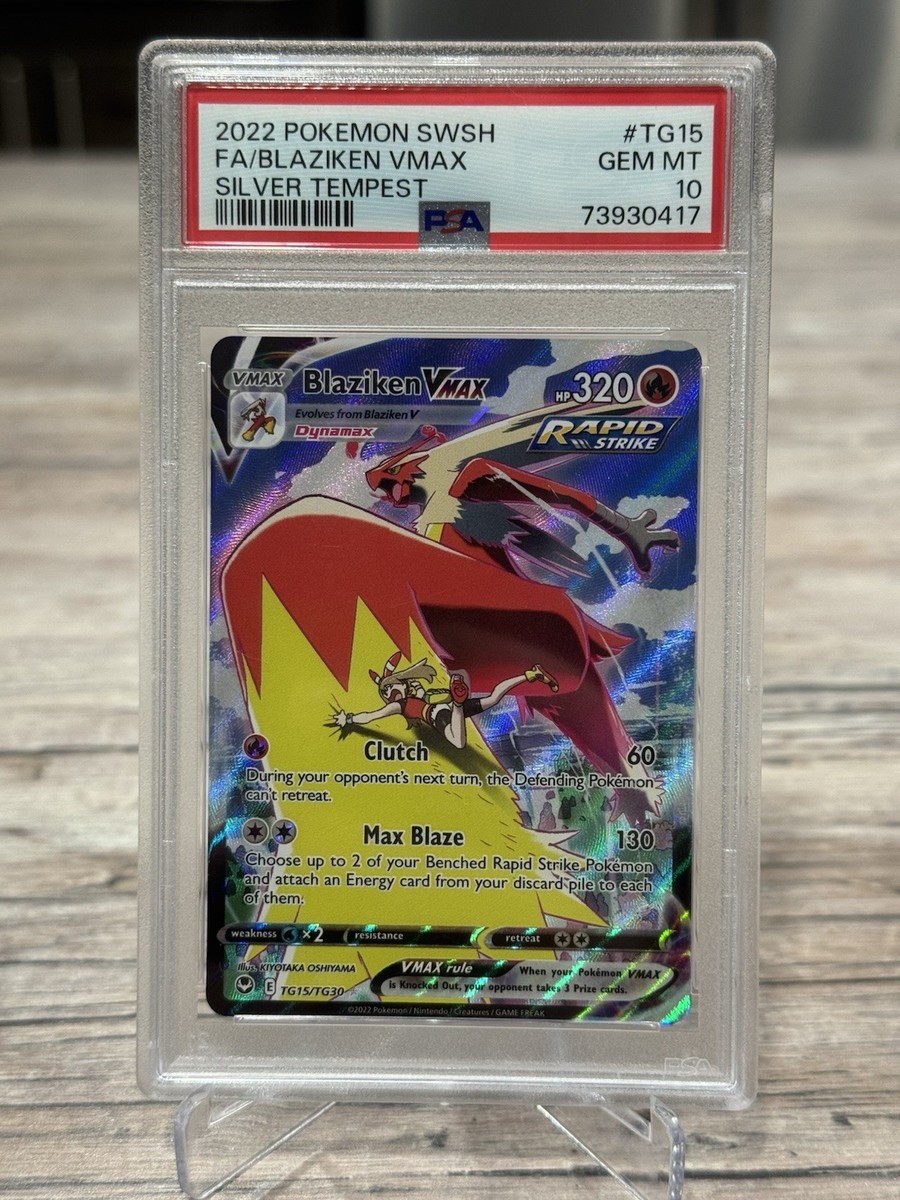 2022 POKEMON SWSH #TG15
FA/BLAZIKEN VMAX GEM MT
SILVER TEMPEST 10
PSA 73930417
VMAX Blaziken VMAX HP 320
Evolves from Blaziken V
Dynamax
RAPID
STRIKE
Clutch 60
During your opponent's next turn, the Defending Pokémon
can't retreat.
Max Blaze 130
Choose up to 2 of your Benched Rapid Strike Pokémon
and attach an Energy card from your discard pile to each
of them.
weakness ×2 resistance retreat
Illus. KIYOTAKA OSHIYAMA
VMAX rule When your Pokémon VMAX
is Knocked Out, your opponent takes 3 Prize cards.
E TG15/TG30
©2022 Pokémon / Nintendo / Creatures / GAME FREAK
PSA